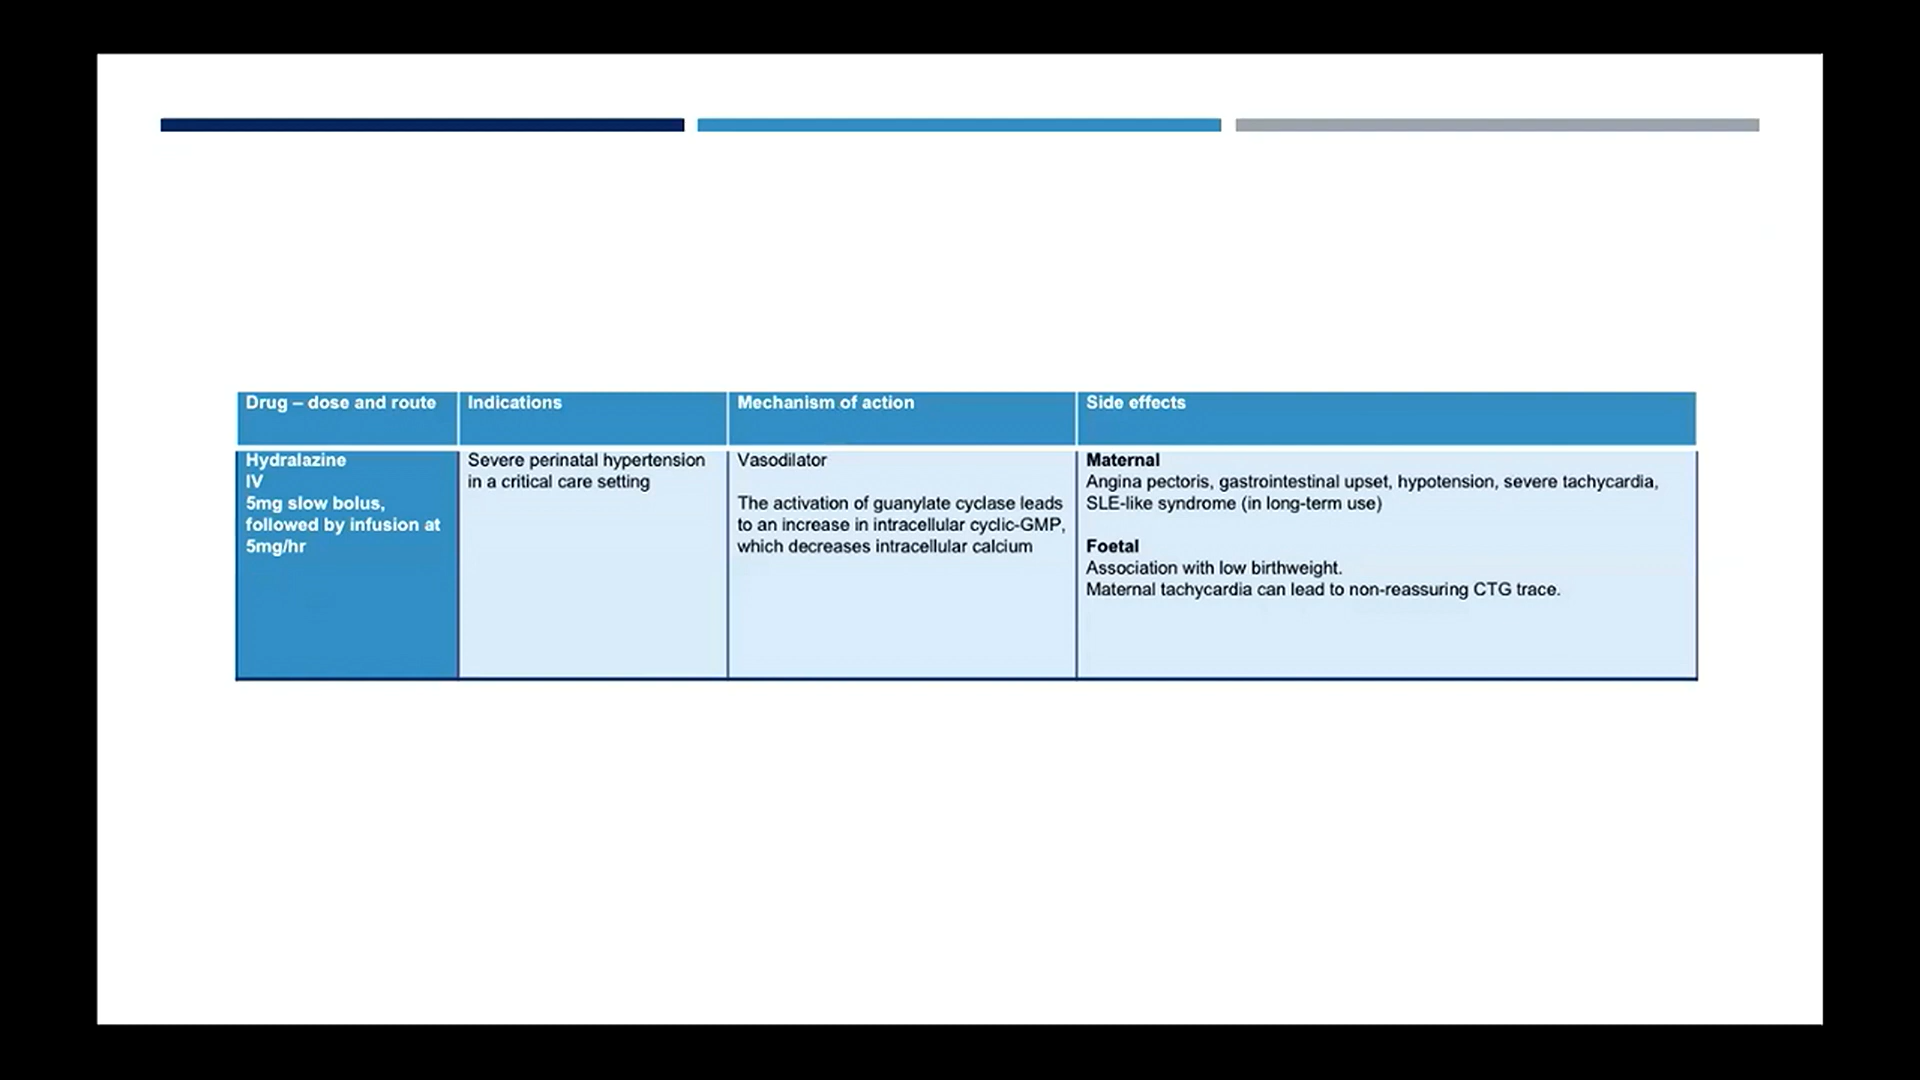 Drug – dose and route
Indications
Mechanism of action
Side effects
Hydralazine
IV
5mg slow bolus,
followed by infusion at
5mg/hr
Severe perinatal hypertension
in a critical care setting
Vasodilator
The activation of guanylate cyclase leads
to an increase in intracellular cyclic-GMP,
which decreases intracellular calcium
Maternal
Angina pectoris, gastrointestinal upset, hypotension, severe tachycardia,
SLE-like syndrome (in long-term use)
Foetal
Association with low birthweight.
Maternal tachycardia can lead to non-reassuring CTG trace.